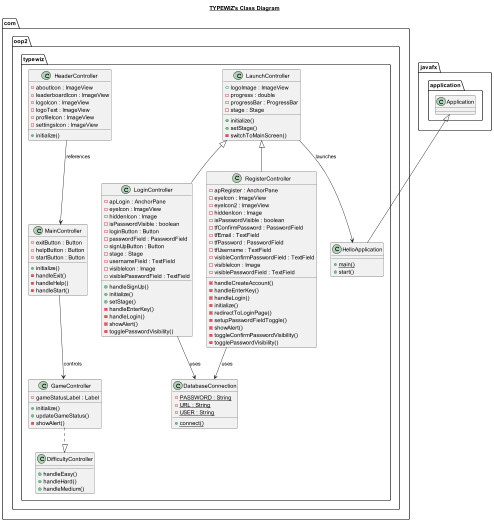 TYPEWIZ's Class Diagram
com
oop2
typewiz
javafx
application
C HeaderController
aboutIcon : ImageView
leaderboardIcon : ImageView
logoIcon : ImageView
logoText : ImageView
profileIcon : ImageView
settingsIcon : ImageView
initialize()
C LaunchController
logoImage : ImageView
progress : double
progressBar : ProgressBar
stage : Stage
initialize()
setStage()
switchToMainScreen()
C Application
references
launches
C LoginController
apLogin : AnchorPane
eyeIcon : ImageView
hiddenIcon : Image
isPasswordVisible : boolean
loginButton : Button
passwordField : PasswordField
signUpButton : Button
stage : Stage
usernameField : TextField
visibleIcon : Image
visiblePasswordField : TextField
handleSignUp()
initialize()
setStage()
handleEnterKey()
handleLogin()
showAlert()
togglePasswordVisibility()
C RegisterController
apRegister : AnchorPane
eyeIcon : ImageView
eyeIcon2 : ImageView
hiddenIcon : Image
isPasswordVisible : boolean
tfConfirmPassword : PasswordField
tfEmail : TextField
tfPassword : PasswordField
tfUsername : TextField
visibleConfirmPasswordField : TextField
visibleIcon : Image
visiblePasswordField : TextField
handleCreateAccount()
handleEnterKey()
handleLogin()
initialize()
redirectToLoginPage()
setupPasswordFieldToggle()
showAlert()
toggleConfirmPasswordVisibility()
togglePasswordVisibility()
C MainController
exitButton : Button
helpButton : Button
startButton : Button
initialize()
handleExit()
handleHelp()
handleStart()
C HelloApplication
main()
start()
controls
uses
uses
C GameController
gameStatusLabel : Label
initialize()
updateGameStatus()
showAlert()
C DatabaseConnection
PASSWORD : String
URL : String
USER : String
connect()
C DifficultyController
handleEasy()
handleHard()
handleMedium()